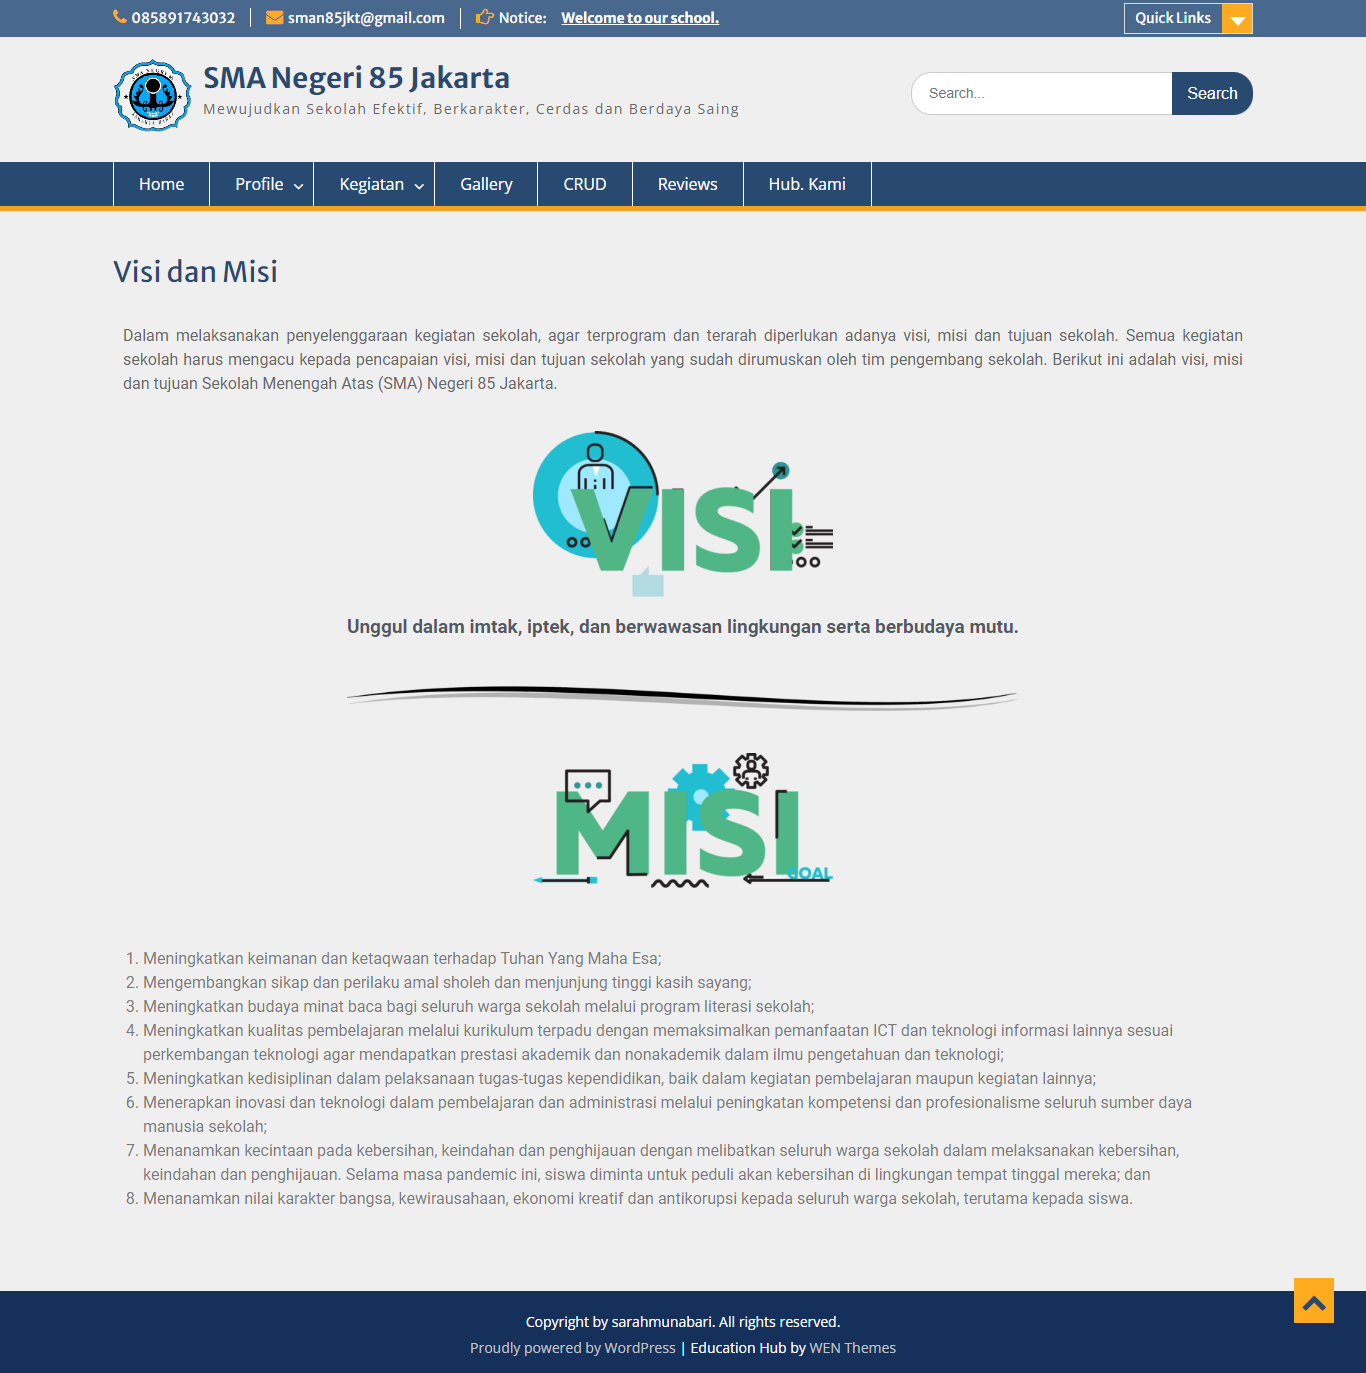 085891743032
sman85jkt@gmail.com
Notice: Welcome to our school.
Quick Links
SMA Negeri 85 Jakarta
Mewujudkan Sekolah Efektif, Berkarakter, Cerdas dan Berdaya Saing
Search...
Search
Home
Profile
Kegiatan
Gallery
CRUD
Reviews
Hub. Kami
Visi dan Misi
Dalam melaksanakan penyelenggaraan kegiatan sekolah, agar terprogram dan terarah diperlukan adanya visi, misi dan tujuan sekolah. Semua kegiatan
sekolah harus mengacu kepada pencapaian visi, misi dan tujuan sekolah yang sudah dirumuskan oleh tim pengembang sekolah. Berikut ini adalah visi, misi
dan tujuan Sekolah Menengah Atas (SMA) Negeri 85 Jakarta.
VISI
Unggul dalam imtak, iptek, dan berwawasan lingkungan serta berbudaya mutu.
MISI
GOAL
1. Meningkatkan keimanan dan ketaqwaan terhadap Tuhan Yang Maha Esa;
2. Mengembangkan sikap dan perilaku amal sholeh dan menjunjung tinggi kasih sayang;
3. Meningkatkan budaya minat baca bagi seluruh warga sekolah melalui program literasi sekolah;
4. Meningkatkan kualitas pembelajaran melalui kurikulum terpadu dengan memaksimalkan pemanfaatan ICT dan teknologi informasi lainnya sesuai
perkembangan teknologi agar mendapatkan prestasi akademik dan nonakademik dalam ilmu pengetahuan dan teknologi;
5. Meningkatkan kedisiplinan dalam pelaksanaan tugas-tugas kependidikan, baik dalam kegiatan pembelajaran maupun kegiatan lainnya;
6. Menerapkan inovasi dan teknologi dalam pembelajaran dan administrasi melalui peningkatan kompetensi dan profesionalisme seluruh sumber daya
manusia sekolah;
7. Menanamkan kecintaan pada kebersihan, keindahan dan penghijauan dengan melibatkan seluruh warga sekolah dalam melaksanakan kebersihan,
keindahan dan penghijauan. Selama masa pandemic ini, siswa diminta untuk peduli akan kebersihan di lingkungan tempat tinggal mereka; dan
8. Menanamkan nilai karakter bangsa, kewirausahaan, ekonomi kreatif dan antikorupsi kepada seluruh warga sekolah, terutama kepada siswa.
Copyright by sarahmunabari. All rights reserved.
Proudly powered by WordPress | Education Hub by WEN Themes